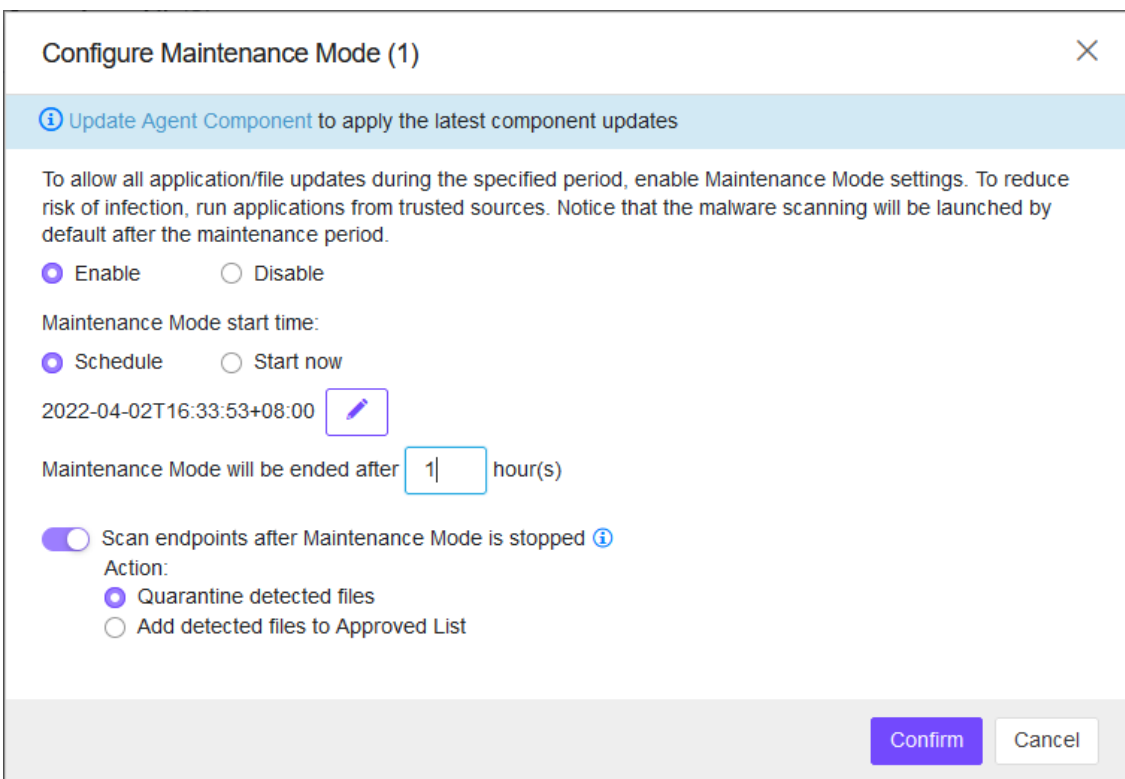 Configure Maintenance Mode (1)
Update Agent Component to apply the latest component updates
To allow all application/file updates during the specified period, enable Maintenance Mode settings. To reduce
risk of infection, run applications from trusted sources. Notice that the malware scanning will be launched by
default after the maintenance period.
Enable Disable
Maintenance Mode start time:
Schedule Start now
2022-04-02T16:33:53+08:00
Maintenance Mode will be ended after 1 hour(s)
Scan endpoints after Maintenance Mode is stopped
Action:
Quarantine detected files
Add detected files to Approved List
Confirm Cancel